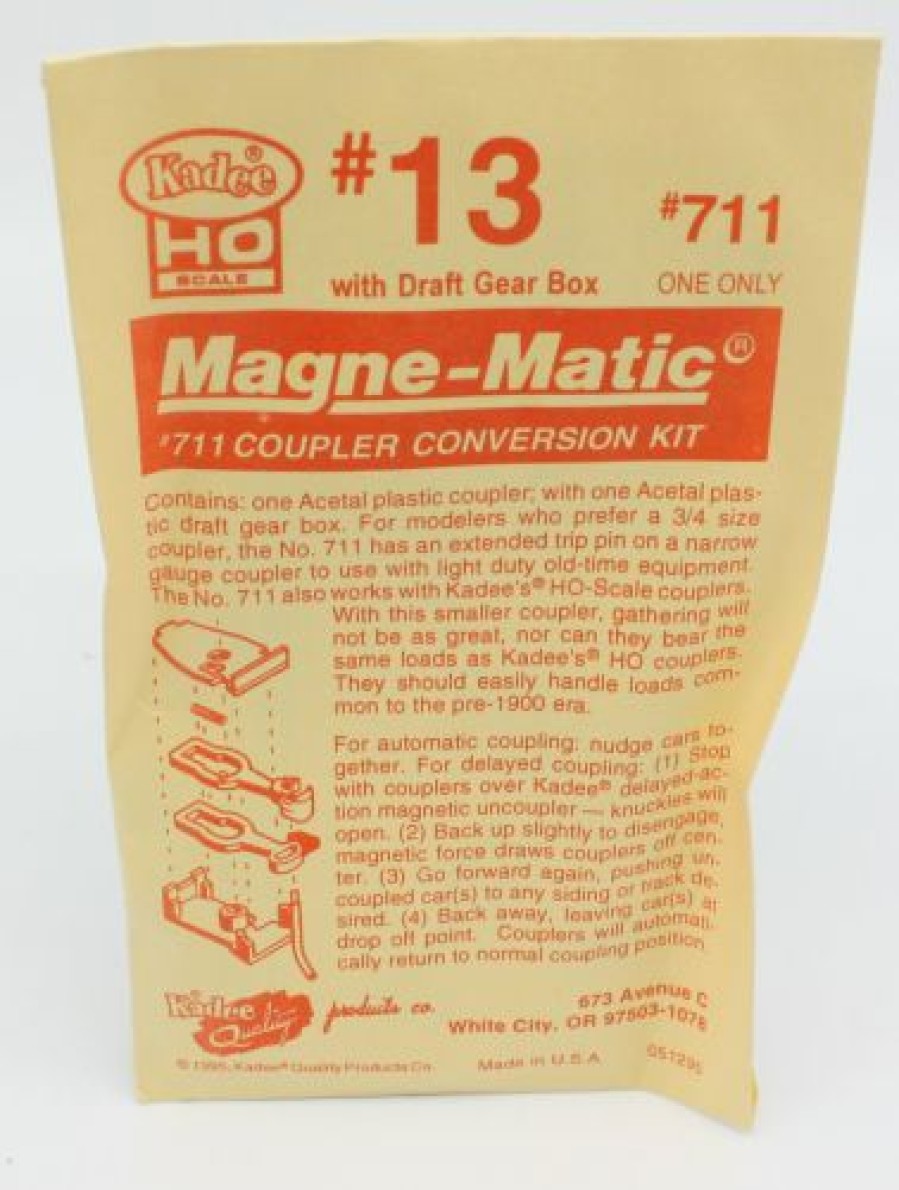 Kadee®
HO
SCALE
#13
with Draft Gear Box
#711
ONE ONLY
Magne-Matic®
#711 COUPLER CONVERSION KIT
Contains: one Acetal plastic coupler; with one Acetal plas-
tic draft gear box. For modelers who prefer a 3/4 size
coupler, the No. 711 has an extended trip pin on a narrow
gauge coupler to use with light duty old-time equipment.
The No. 711 also works with Kadee's® HO-Scale couplers.
With this smaller coupler, gathering will
not be as great, nor can they bear the
same loads as Kadee's® HO couplers.
They should easily handle loads com-
mon to the pre-1900 era.
For automatic coupling: nudge cars to-
gether. For delayed coupling: (1) Stop
with couplers over Kadee® delayed-ac-
tion magnetic uncoupler — knuckles will
open. (2) Back up slightly to disengage,
magnetic force draws couplers off cen-
ter. (3) Go forward again, pushing un-
coupled car(s) to any siding or track de-
sired. (4) Back away, leaving car(s) at
drop off point. Couplers will automati-
cally return to normal coupling position.
Kadee Quality products co.
673 Avenue C
White City, OR 97503-1078
© 1995, Kadee® Quality Products Co.
Made in U.S.A.
051295